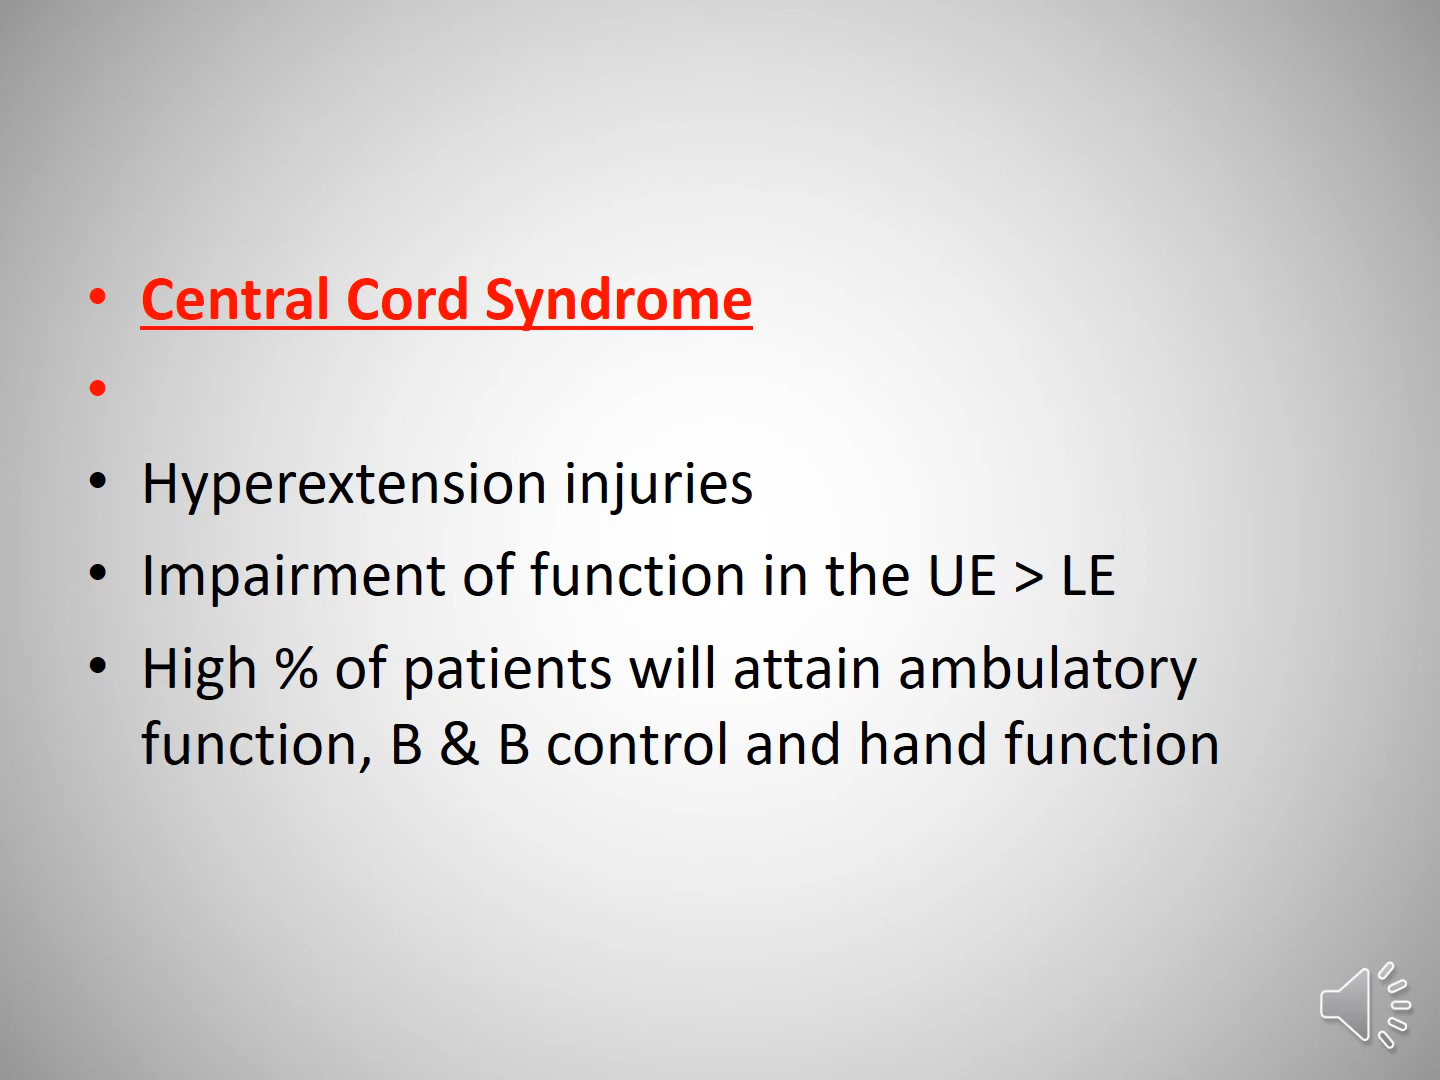 • Central Cord Syndrome
•
• Hyperextension injuries
• Impairment of function in the UE > LE
• High % of patients will attain ambulatory
function, B & B control and hand function